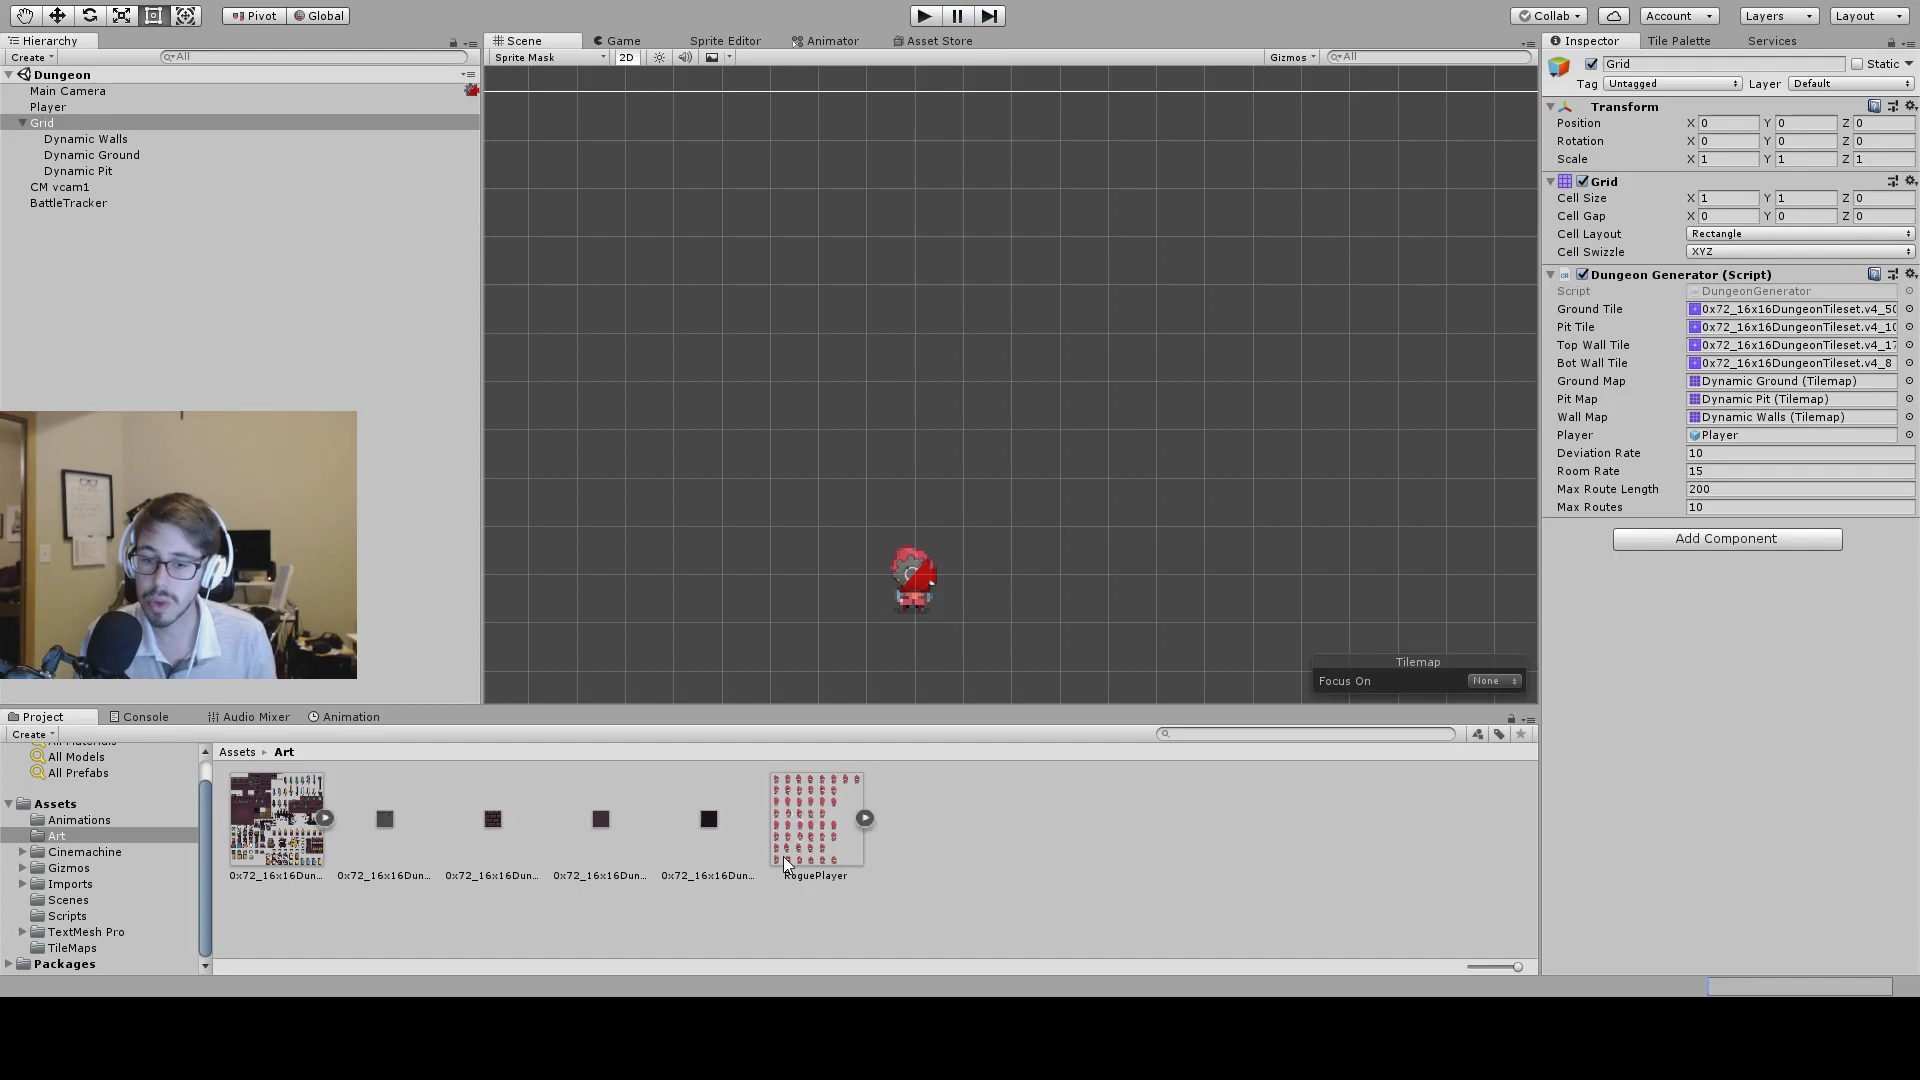 Pivot Global Collab Account Layers Layout
Hierarchy
Create All
Dungeon
Main Camera
Player
Grid
Dynamic Walls
Dynamic Ground
Dynamic Pit
CM vcam1
BattleTracker
Scene Game Sprite Editor Animator Asset Store
Sprite Mask 2D Gizmos All
Tilemap
Focus On None
Inspector Tile Palette Services
Grid Static
Tag Untagged Layer Default
Transform
Position X 0 Y 0 Z 0
Rotation X 0 Y 0 Z 0
Scale X 1 Y 1 Z 1
Grid
Cell Size X 1 Y 1 Z 0
Cell Gap X 0 Y 0 Z 0
Cell Layout Rectangle
Cell Swizzle XYZ
Dungeon Generator (Script)
Script DungeonGenerator
Ground Tile 0x72_16x16DungeonTileset.v4_50
Pit Tile 0x72_16x16DungeonTileset.v4_10
Top Wall Tile 0x72_16x16DungeonTileset.v4_17
Bot Wall Tile 0x72_16x16DungeonTileset.v4_8
Ground Map Dynamic Ground (Tilemap)
Pit Map Dynamic Pit (Tilemap)
Wall Map Dynamic Walls (Tilemap)
Player Player
Deviation Rate 10
Room Rate 15
Max Route Length 200
Max Routes 10
Add Component
Project Console Audio Mixer Animation
Create
All Materials
All Models
All Prefabs
Assets
Animations
Art
Cinemachine
Gizmos
Imports
Scenes
Scripts
TextMesh Pro
TileMaps
Packages
Assets Art
0x72_16x16Dun... 0x72_16x16Dun... 0x72_16x16Dun... 0x72_16x16Dun... 0x72_16x16Dun... RoguePlayer